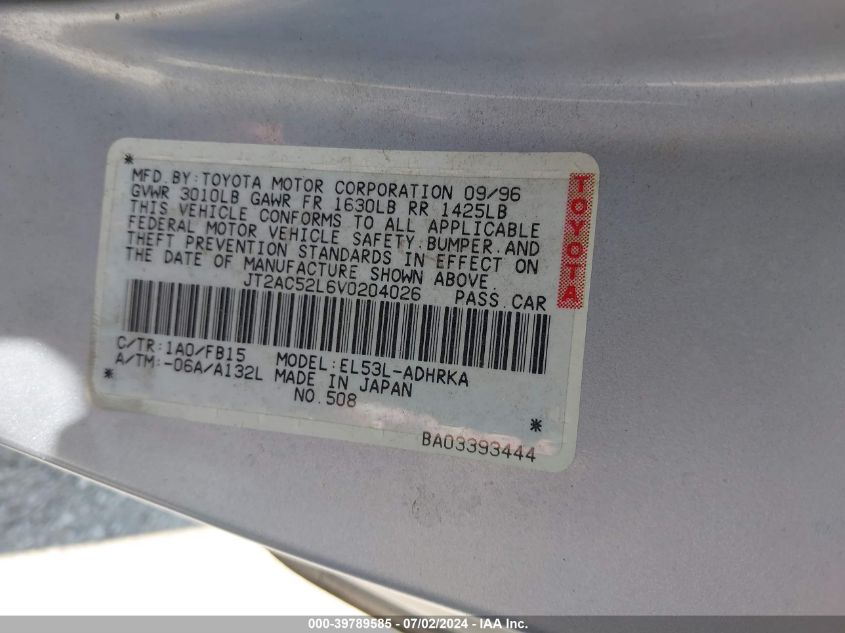 *
MFD.BY:TOYOTA MOTOR CORPORATION 09/96
GVWR 3010LB GAWR FR 1630LB RR 1425LB
THIS VEHICLE CONFORMS TO ALL APPLICABLE
FEDERAL MOTOR VEHICLE SAFETY.BUMPER.AND
THEFT PREVENTION STANDARDS IN EFFECT ON
THE DATE OF MANUFACTURE SHOWN ABOVE.
JT2AC52L6V0204026 PASS.CAR
TOYOTA
C/TR:1A0/FB15 MODEL:EL53L-ADHRKA
A/TM:-06A/A132L MADE IN JAPAN
NO.508
*
*
BA03393444
000-39789585 - 07/02/2024 - IAA Inc.